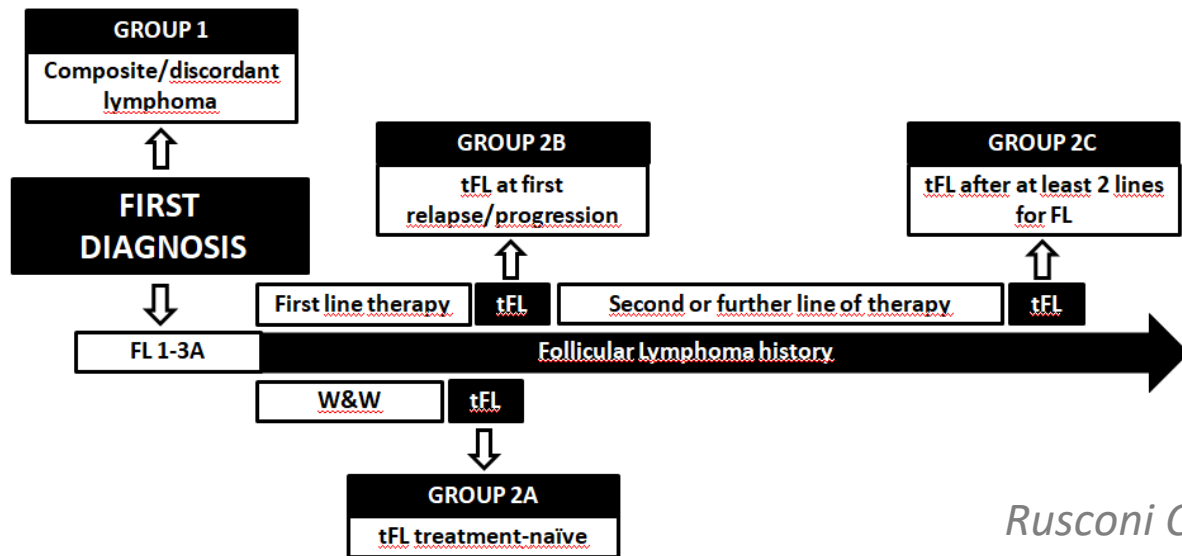 GROUP 1
Composite/discordant
lymphoma
FIRST
DIAGNOSIS
GROUP 2B
tFL at first
relapse/progression
GROUP 2C
tFL after at least 2 lines
for FL
First line therapy
tFL
Second or further line of therapy
tFL
FL 1-3A
Follicular Lymphoma history
W&W
tFL
GROUP 2A
tFL treatment-naïve
Rusconi C